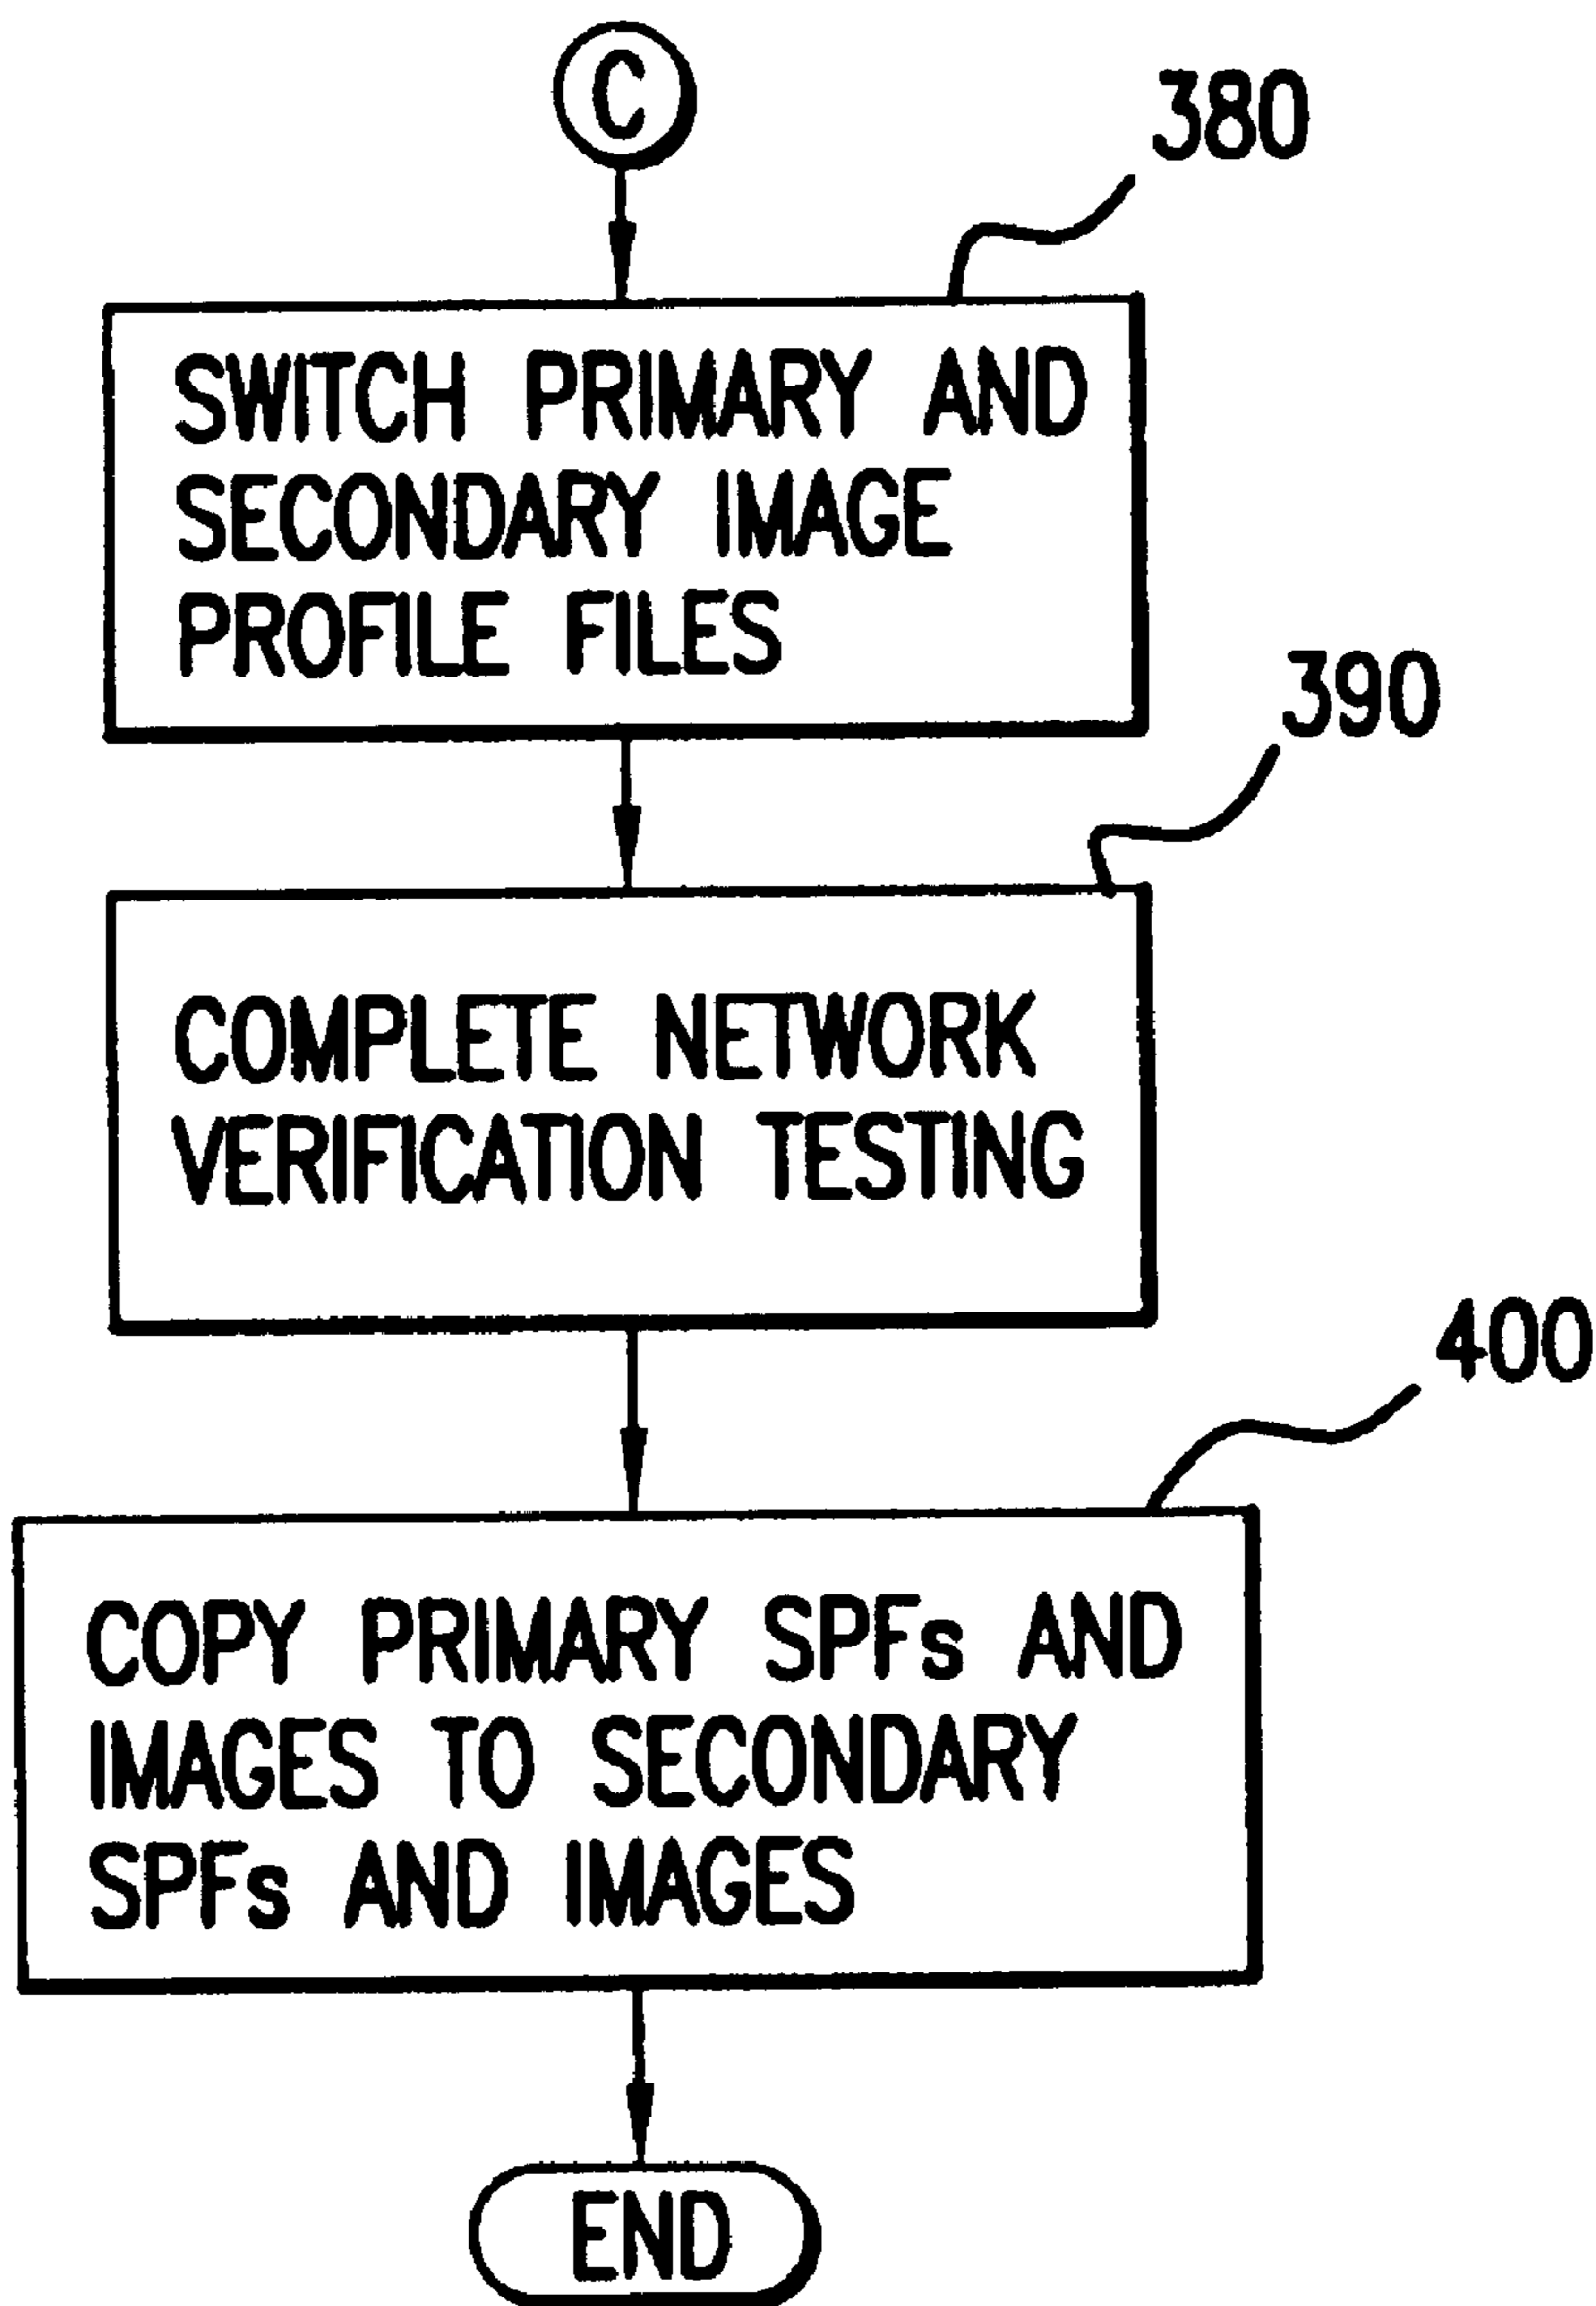 C
380
SWITCH PRIMARY AND
SECONDARY IMAGE
PROFILE FILES
390
COMPLETE NETWORK
VERIFICATION TESTING
400
COPY PRIMARY SPFs AND
IMAGES TO SECONDARY
SPFs AND IMAGES
END